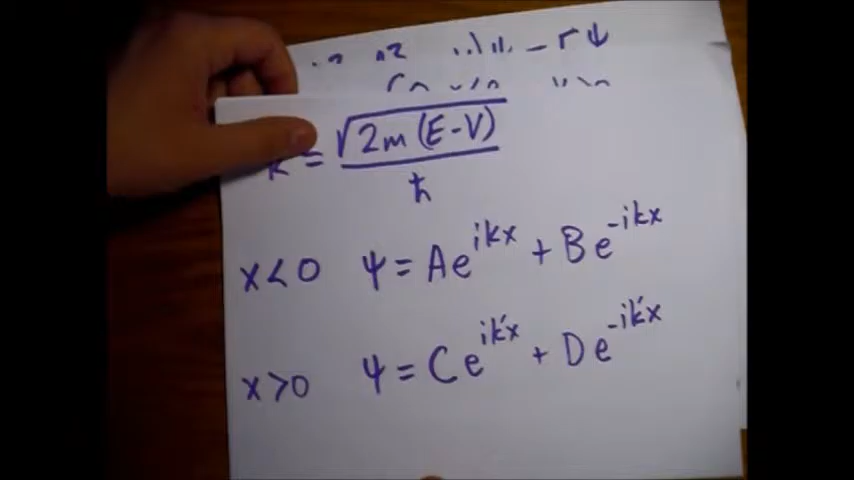 k = √2m(E-V) / ħ
x<0 ψ = Ae^{ikx} + Be^{-ikx}
x>0 ψ = Ce^{ik'x} + De^{-ik'x}